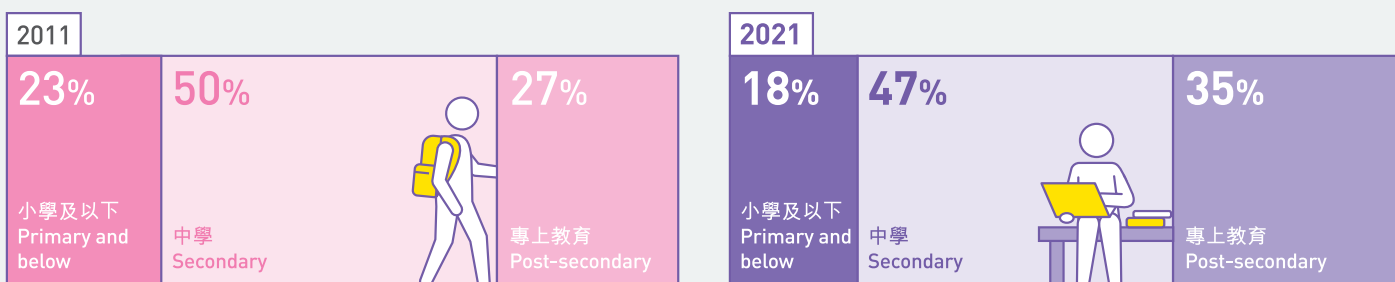 2011
23%
小學及以下
Primary and
below
50%
中學
Secondary
27%
專上教育
Post-secondary
2021
18%
小學及以下
Primary and
below
47%
中學
Secondary
35%
專上教育
Post-secondary